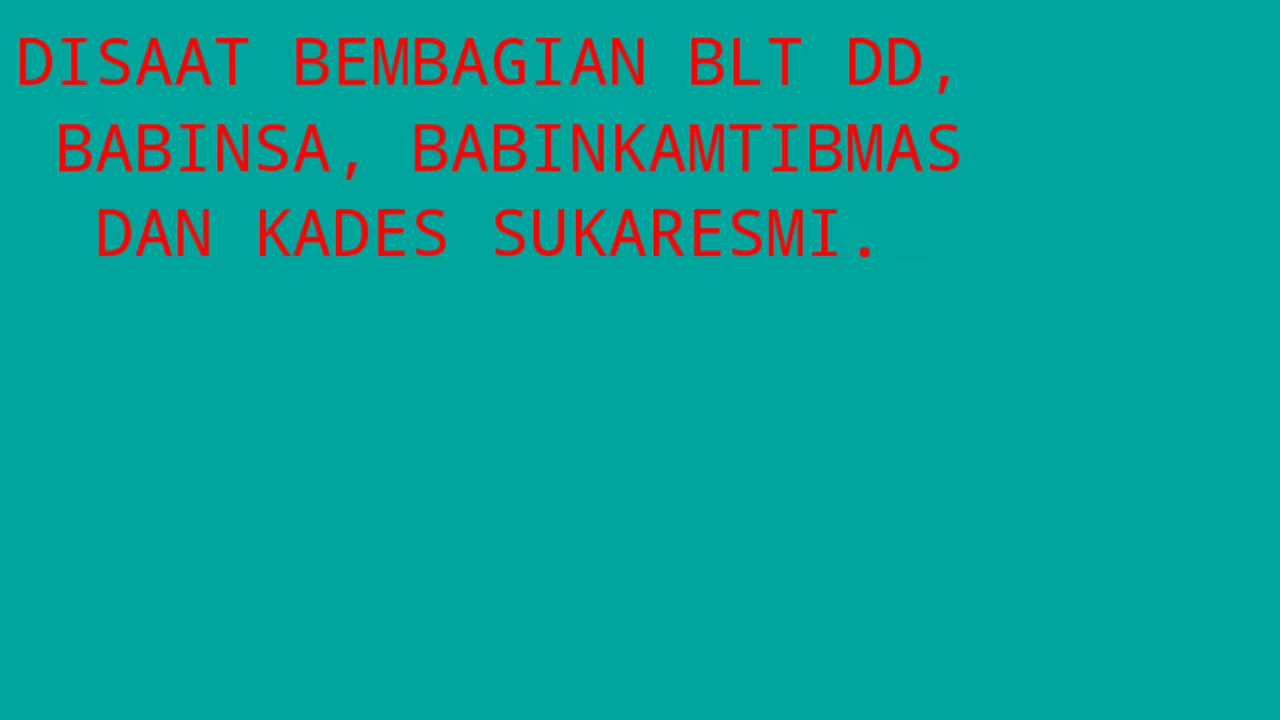 DISAAT BEMBAGIAN BLT DD,
BABINSA, BABINKAMTIBMAS
DAN KADES SUKARESMI.